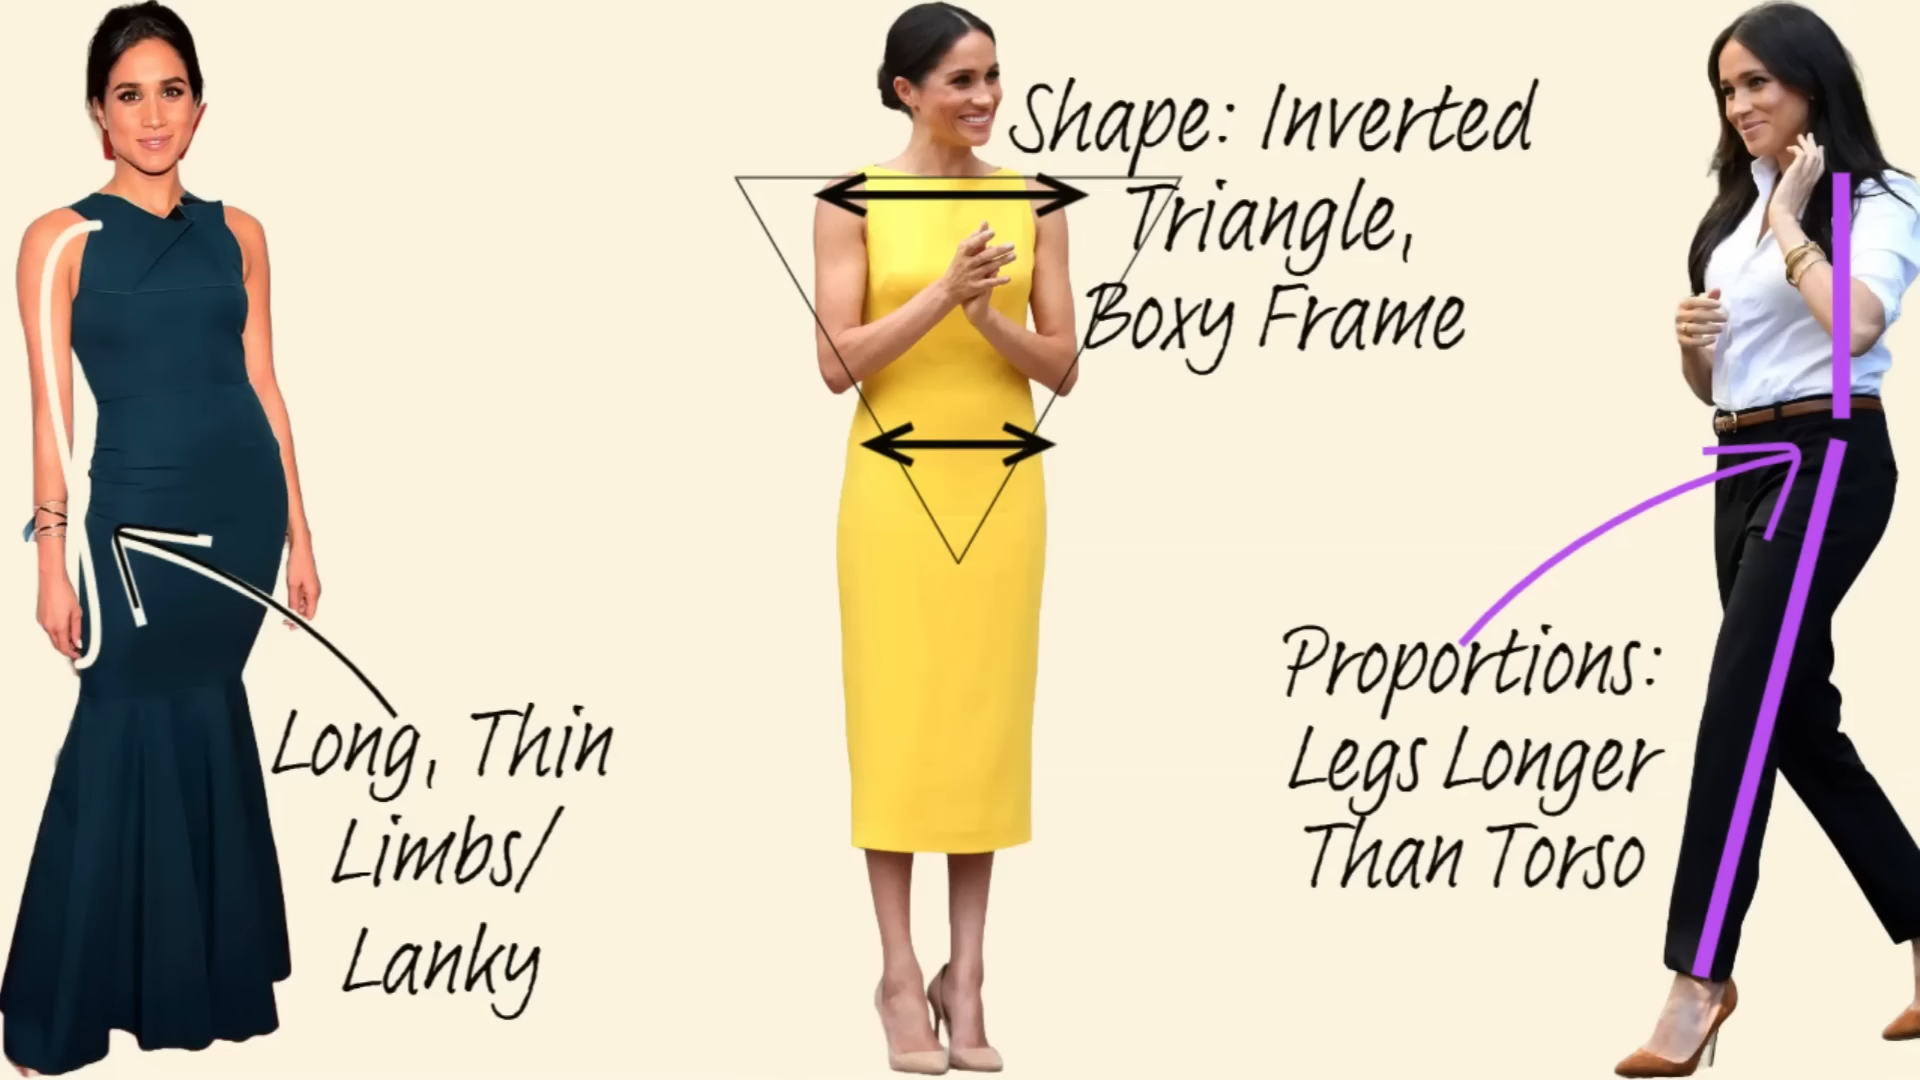 Long, Thin
Limbs/
Lanky
Shape: Inverted
Triangle,
Boxy Frame
Proportions:
Legs Longer
Than Torso